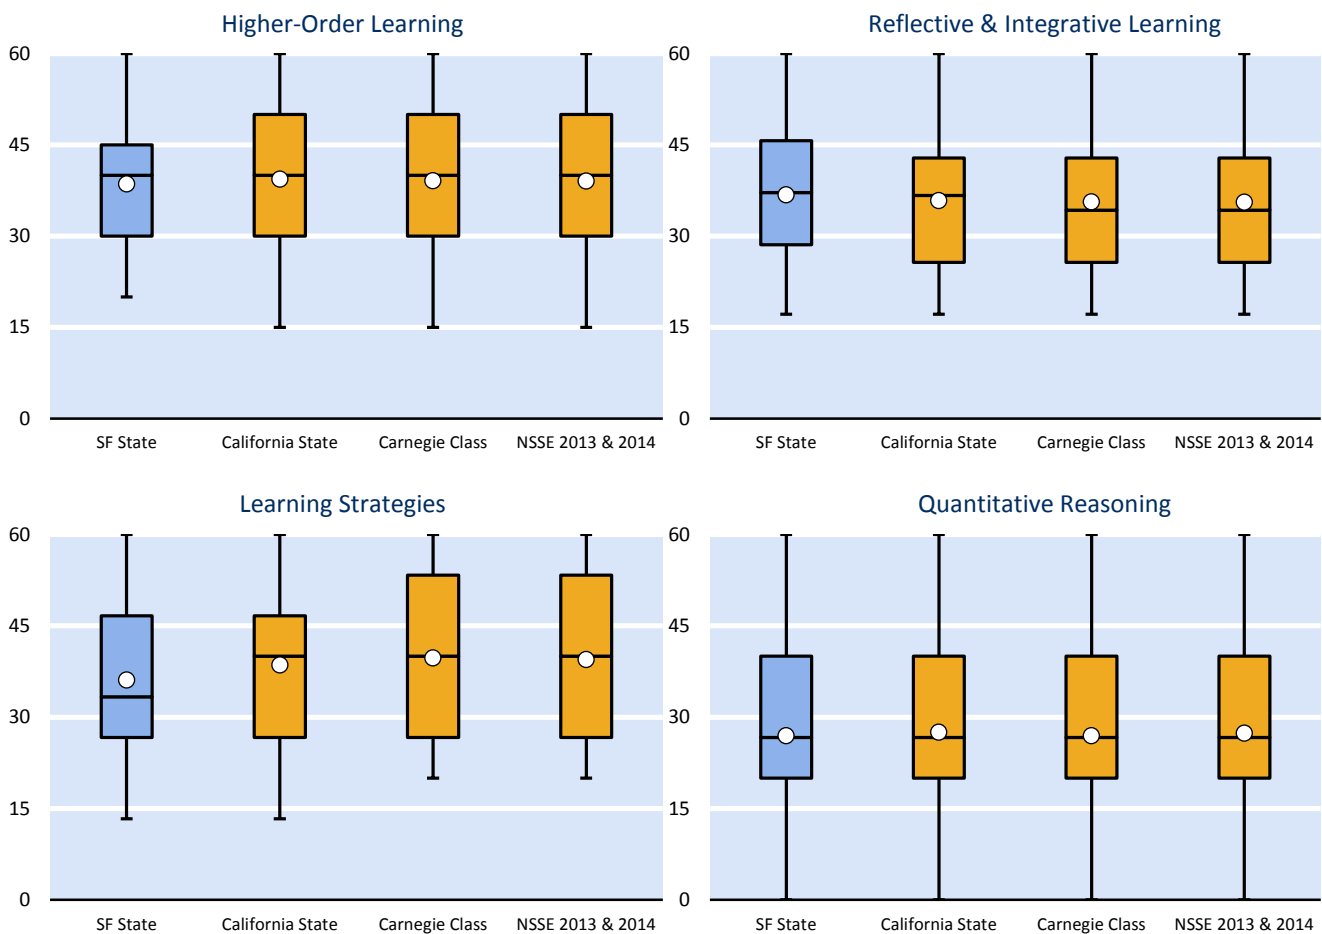 Higher-Order Learning
60
45
30
15
0
SF State California State Carnegie Class NSSE 2013 & 2014
Reflective & Integrative Learning
60
45
30
15
0
SF State California State Carnegie Class NSSE 2013 & 2014
Learning Strategies
60
45
30
15
0
SF State California State Carnegie Class NSSE 2013 & 2014
Quantitative Reasoning
60
45
30
15
0
SF State California State Carnegie Class NSSE 2013 & 2014